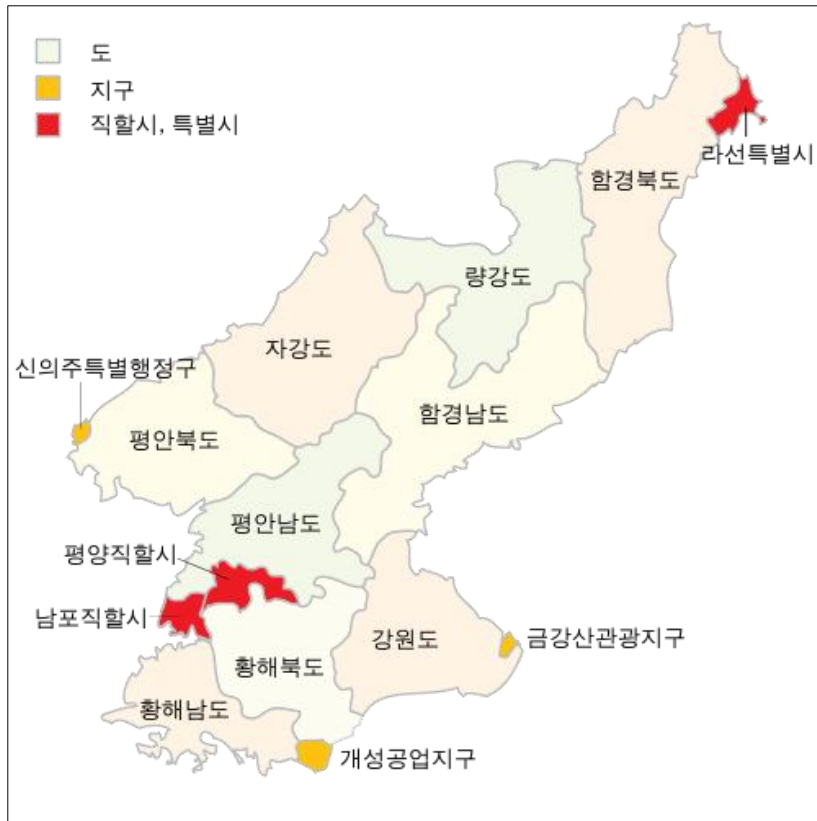 도
지구
직할시, 특별시
라선특별시
함경북도
량강도
자강도
신의주특별행정구
함경남도
평안북도
평안남도
평양직할시
남포직할시
강원도
금강산관광지구
황해북도
황해남도
개성공업지구